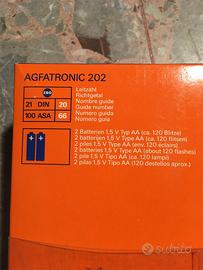 AGFATRONIC 202
ISO
21 DIN 20
100 ASA 66
Leitzahl
Richtgetal
Nombre guide
Guide number
Numero guida
Numero guia
2 Batterien 1,5 V Typ AA (ca. 120 Blitze)
2 batterijen 1,5 V Type AA (ca. 120 flitsen)
2 piles 1,5 V Type AA (env. 120 éclairs)
2 batteries 1,5 V Type AA (about 120 flashes)
2 pile 1,5 V Tipo AA (ca. 120 lampi)
2 pilas 1,5 V Tipo AA (120 destellos aprox.)
subito